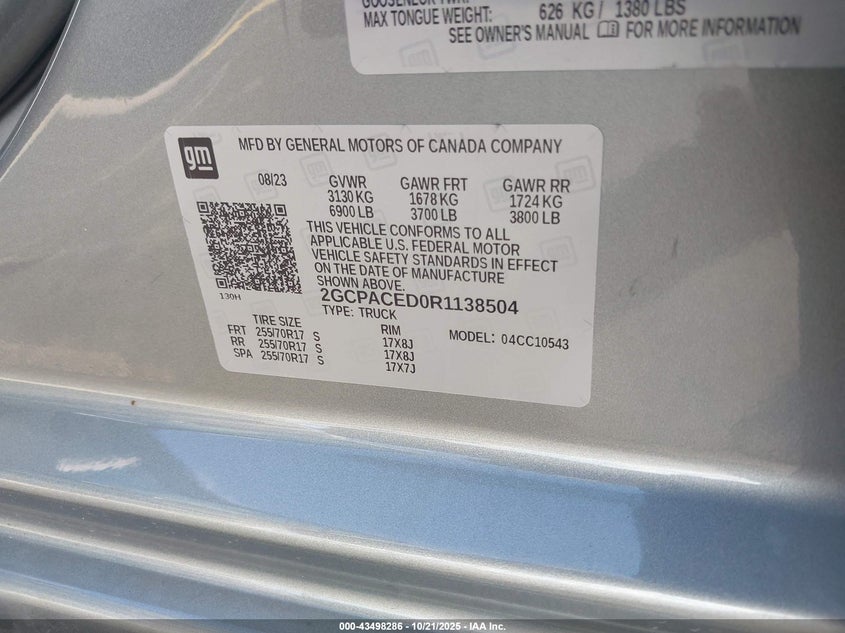 MAX TONGUE WEIGHT: 626 KG / 1380 LBS
SEE OWNER'S MANUAL FOR MORE INFORMATION
gm
MFD BY GENERAL MOTORS OF CANADA COMPANY
08/23 GVWR GAWR FRT GAWR RR
3130 KG 1678 KG 1724 KG
6900 LB 3700 LB 3800 LB
THIS VEHICLE CONFORMS TO ALL
APPLICABLE U.S. FEDERAL MOTOR
VEHICLE SAFETY STANDARDS IN EFFECT
ON THE DATE OF MANUFACTURE
SHOWN ABOVE.
130H
2GCPACED0R1138504
TYPE: TRUCK
TIRE SIZE RIM MODEL: 04CC10543
FRT 255/70R17 S 17X8J
RR 255/70R17 S 17X8J
SPA 255/70R17 S 17X7J
000-43498286 - 10/21/2025 - IAA Inc.